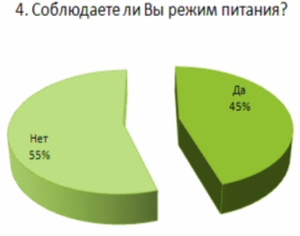 4. Соблюдаете ли Вы режим питания?
Да
45%
Нет
55%